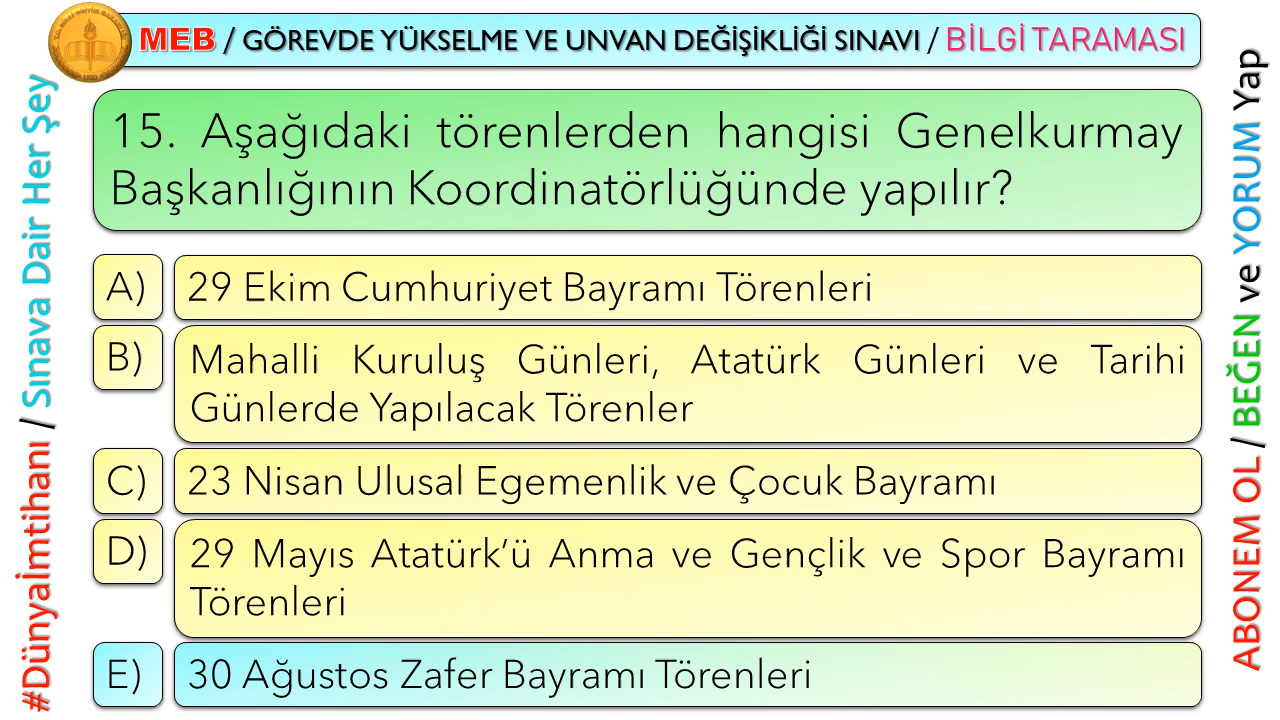 MEB / GÖREVDE YÜKSELME VE UNVAN DEĞİŞİKLİĞİ SINAVI / BİLGİ TARAMASI
15. Aşağıdaki törenlerden hangisi Genelkurmay
Başkanlığının Koordinatörlüğünde yapılır?
A) 29 Ekim Cumhuriyet Bayramı Törenleri
B) Mahalli Kuruluş Günleri, Atatürk Günleri ve Tarihi
Günlerde Yapılacak Törenler
C) 23 Nisan Ulusal Egemenlik ve Çocuk Bayramı
D) 29 Mayıs Atatürk’ü Anma ve Gençlik ve Spor Bayramı
Törenleri
E) 30 Ağustos Zafer Bayramı Törenleri
#Dünyaİmtihanı / Sınava Dair Her Şey
ABONEM OL / BEĞEN ve YORUM Yap